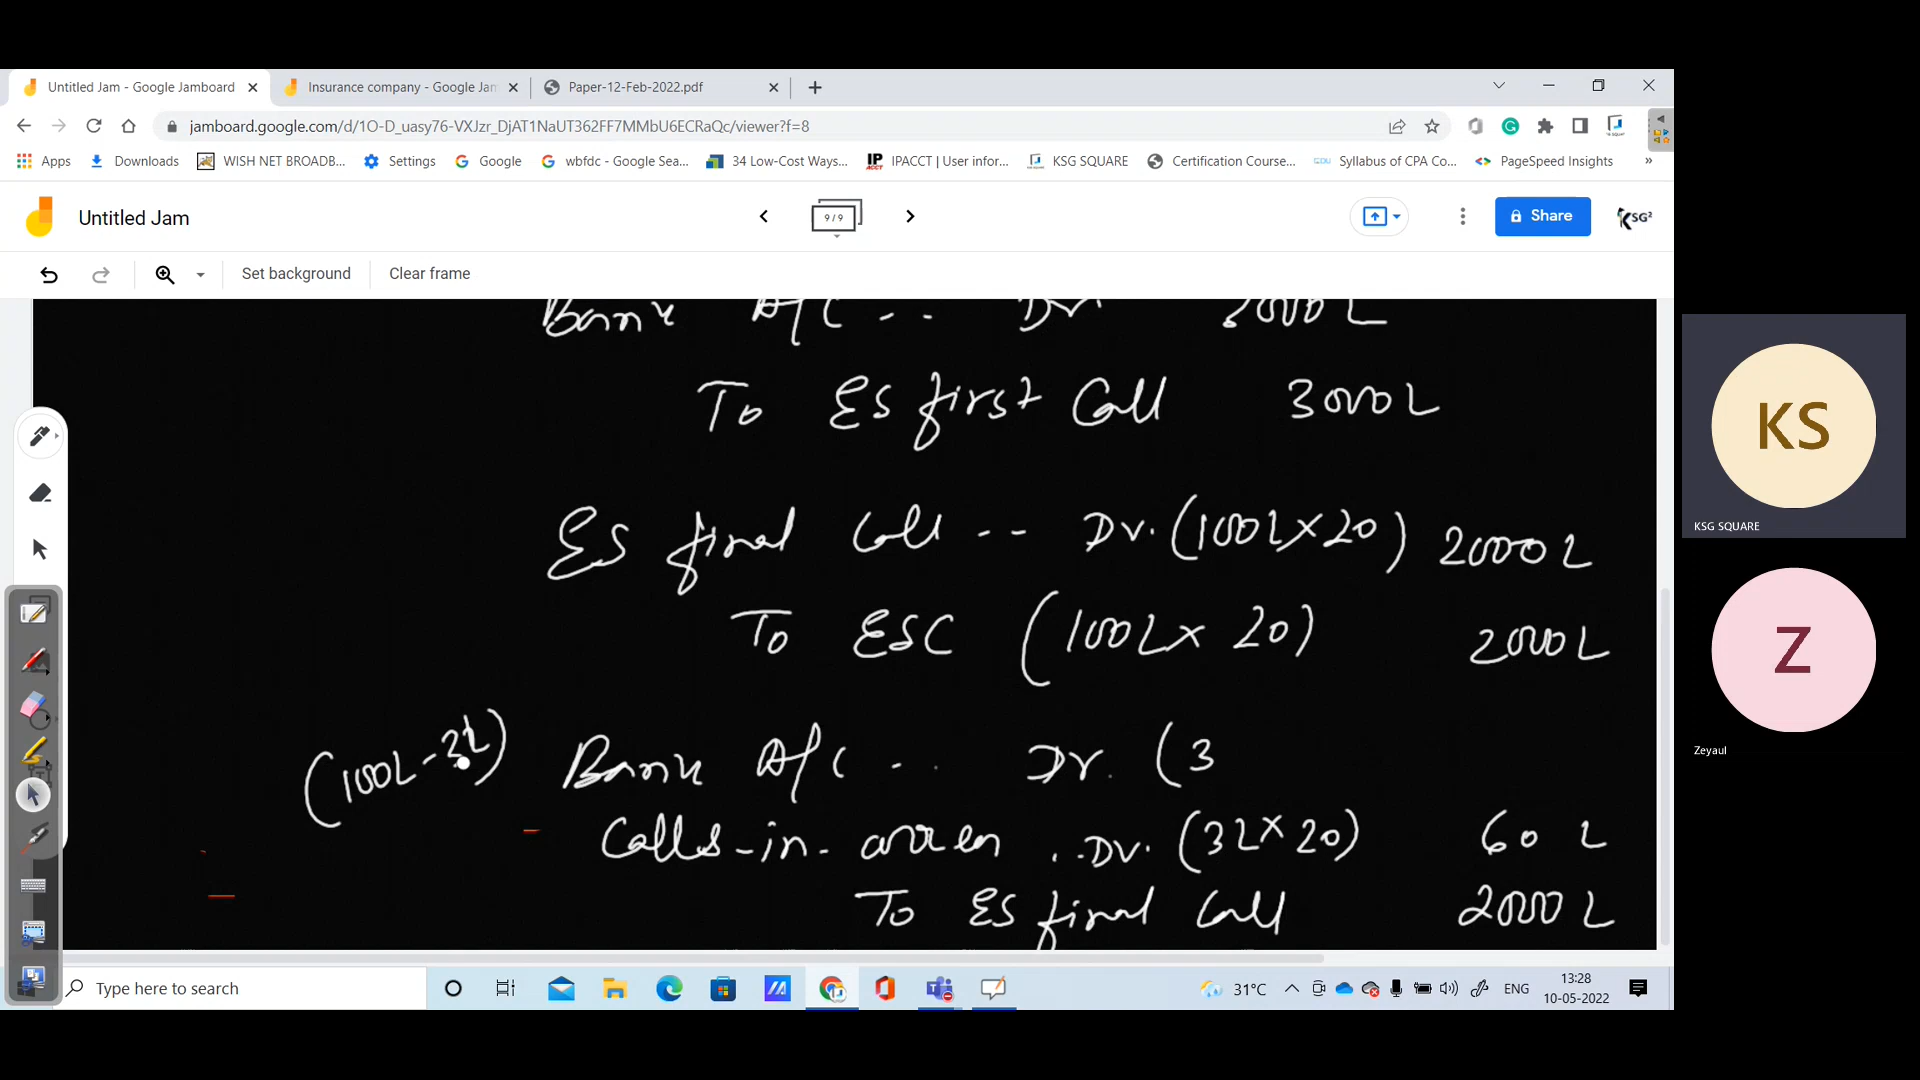 Untitled Jam - Google Jamboard
Insurance company - Google Jam
Paper-12-Feb-2022.pdf
jamboard.google.com/d/1O-D_uasy76-VXJzr_DjAT1NaUT362FF7MMbU6ECRaQc/viewer?f=8
Apps Downloads WISH NET BROADB... Settings Google wbfdc - Google Sea... 34 Low-Cost Ways... IPACCT | User infor... KSG SQUARE Certification Course... Syllabus of CPA Co... PageSpeed Insights »
Untitled Jam
9 / 9
Share
KSG²
Set background Clear frame
Bank A/C -- Dr. 3000 L
To ES first Call 3000 L
ES final Call -- Dr. (100L×20) 2000 L
To ESC (100L× 20) 2000 L
(100L-3L) Bank A/C -- Dr. (3
Calls-in- arrear .. Dr. (3L×20) 60 L
To ES final Call 2000 L
KS
KSG SQUARE
Z
Zeyaul
Type here to search
31°C
ENG
13:28
10-05-2022